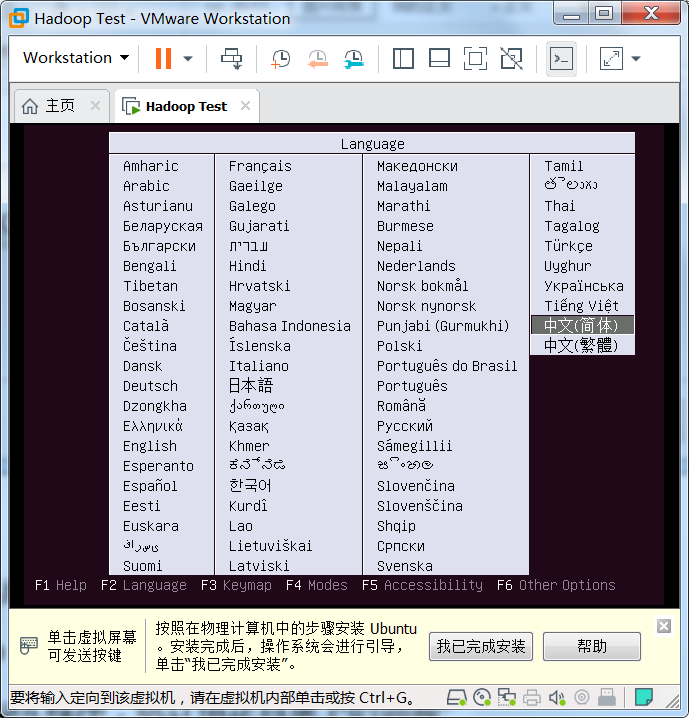 Hadoop Test - VMware Workstation
Workstation
主页
Hadoop Test
Language
Amharic
Arabic
Asturianu
Беларуская
Български
Bengali
Tibetan
Bosanski
Català
Čeština
Dansk
Deutsch
Dzongkha
Ελληνικά
English
Esperanto
Español
Eesti
Euskara
Suomi
Français
Gaeilge
Galego
Gujarati
עברית
Hindi
Hrvatski
Magyar
Bahasa Indonesia
Íslenska
Italiano
日本語
ქართული
Қазақ
Khmer
한국어
Kurdî
Lao
Lietuviškai
Latviski
Македонски
Malayalam
Marathi
Burmese
Nepali
Nederlands
Norsk bokmål
Norsk nynorsk
Punjabi (Gurmukhi)
Polski
Português do Brasil
Português
Română
Русский
Sámegillii
Slovenčina
Slovenščina
Shqip
Српски
Svenska
Tamil
Thai
Tagalog
Türkçe
Uyghur
Українська
Tiếng Việt
中文(简体)
中文(繁體)
F1 Help F2 Language F3 Keymap F4 Modes F5 Accessibility F6 Other Options
单击虚拟屏幕
可发送按键
按照在物理计算机中的步骤安装 Ubuntu
。安装完成后，操作系统会进行引导，
单击“我已完成安装”。
我已完成安装
帮助
要将输入定向到该虚拟机，请在虚拟机内部单击或按 Ctrl+G。